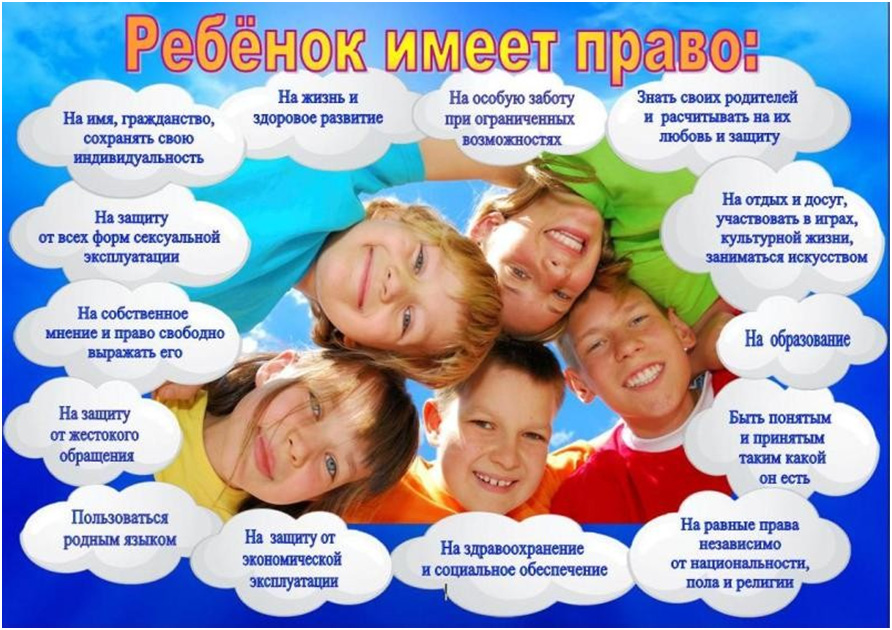 Ребёнок имеет право:
На имя, гражданство,
сохранять свою
индивидуальность
На жизнь и
здоровое развитие
На особую заботу
при ограниченных
возможностях
Знать своих родителей
и расчитывать на их
любовь и защиту
На защиту
от всех форм сексуальной
эксплуатации
На отдых и досуг,
участвовать в играх,
культурной жизни,
заниматься искусством
На собственное
мнение и право свободно
выражать его
На образование
На защиту
от жестокого
обращения
Быть понятым
и принятым
таким какой
он есть
Пользоваться
родным языком
На защиту от
экономической
эксплуатации
На здравоохранение
и социальное обеспечение
На равные права
независимо
от национальности,
пола и религии